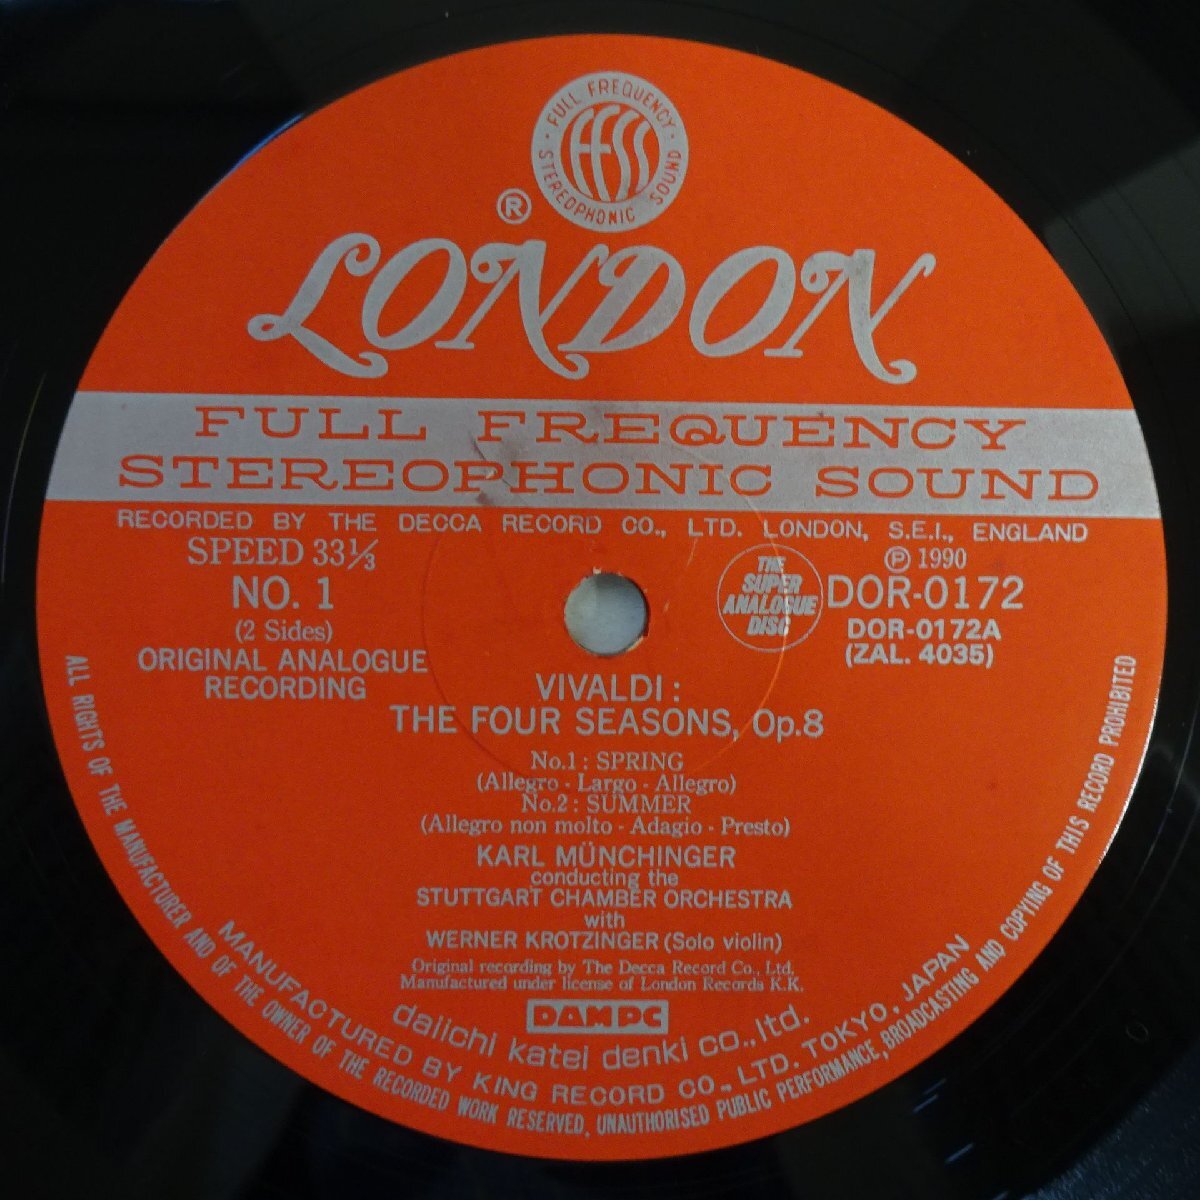 FULL FREQUENCY
ffss
STEREOPHONIC SOUND
®
LONDON
FULL FREQUENCY
STEREOPHONIC SOUND
RECORDED BY THE DECCA RECORD CO., LTD. LONDON, S.E.I., ENGLAND
SPEED 33⅓
NO. 1
(2 Sides)
ORIGINAL ANALOGUE
RECORDING
THE
SUPER
ANALOGUE
DISC
℗ 1990
DOR-0172
DOR-0172A
(ZAL. 4035)
VIVALDI :
THE FOUR SEASONS, Op.8
No.1 : SPRING
(Allegro - Largo - Allegro)
No.2 : SUMMER
(Allegro non molto - Adagio - Presto)
KARL MÜNCHINGER
conducting the
STUTTGART CHAMBER ORCHESTRA
with
WERNER KROTZINGER (Solo violin)
Original recording by The Decca Record Co., Ltd.
Manufactured under license of London Records K.K.
DAM PC
daiichi katei denki co.,ltd.
MANUFACTURED BY KING RECORD CO., LTD. TOKYO, JAPAN
ALL RIGHTS OF THE MANUFACTURER AND OF THE OWNER OF THE RECORDED WORK RESERVED, UNAUTHORISED PUBLIC PERFORMANCE, BROADCASTING AND COPYING OF THIS RECORD PROHIBITED